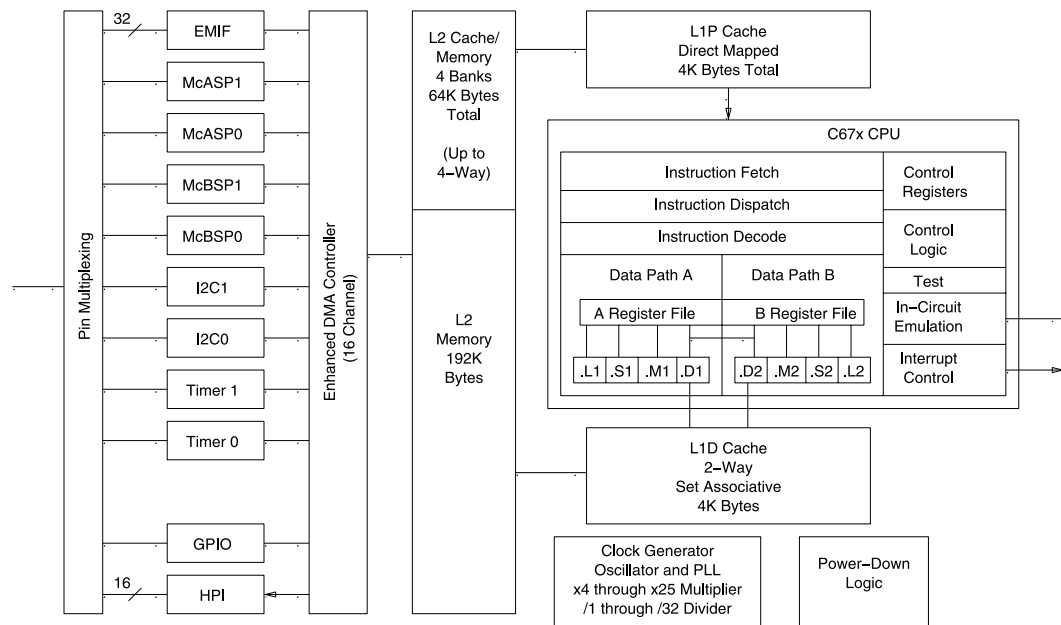 Pin Multiplexing
32
EMIF
McASP1
McASP0
McBSP1
McBSP0
I2C1
I2C0
Timer 1
Timer 0
GPIO
16
HPI
Enhanced DMA Controller
(16 Channel)
L2 Cache/
Memory
4 Banks
64K Bytes
Total
(Up to
4−Way)
L2
Memory
192K
Bytes
L1P Cache
Direct Mapped
4K Bytes Total
C67x CPU
Instruction Fetch
Instruction Dispatch
Instruction Decode
Data Path A
Data Path B
A Register File
B Register File
.L1
.S1
.M1
.D1
.D2
.M2
.S2
.L2
Control
Registers
Control
Logic
Test
In−Circuit
Emulation
Interrupt
Control
L1D Cache
2−Way
Set Associative
4K Bytes
Clock Generator
Oscillator and PLL
x4 through x25 Multiplier
/1 through /32 Divider
Power−Down
Logic